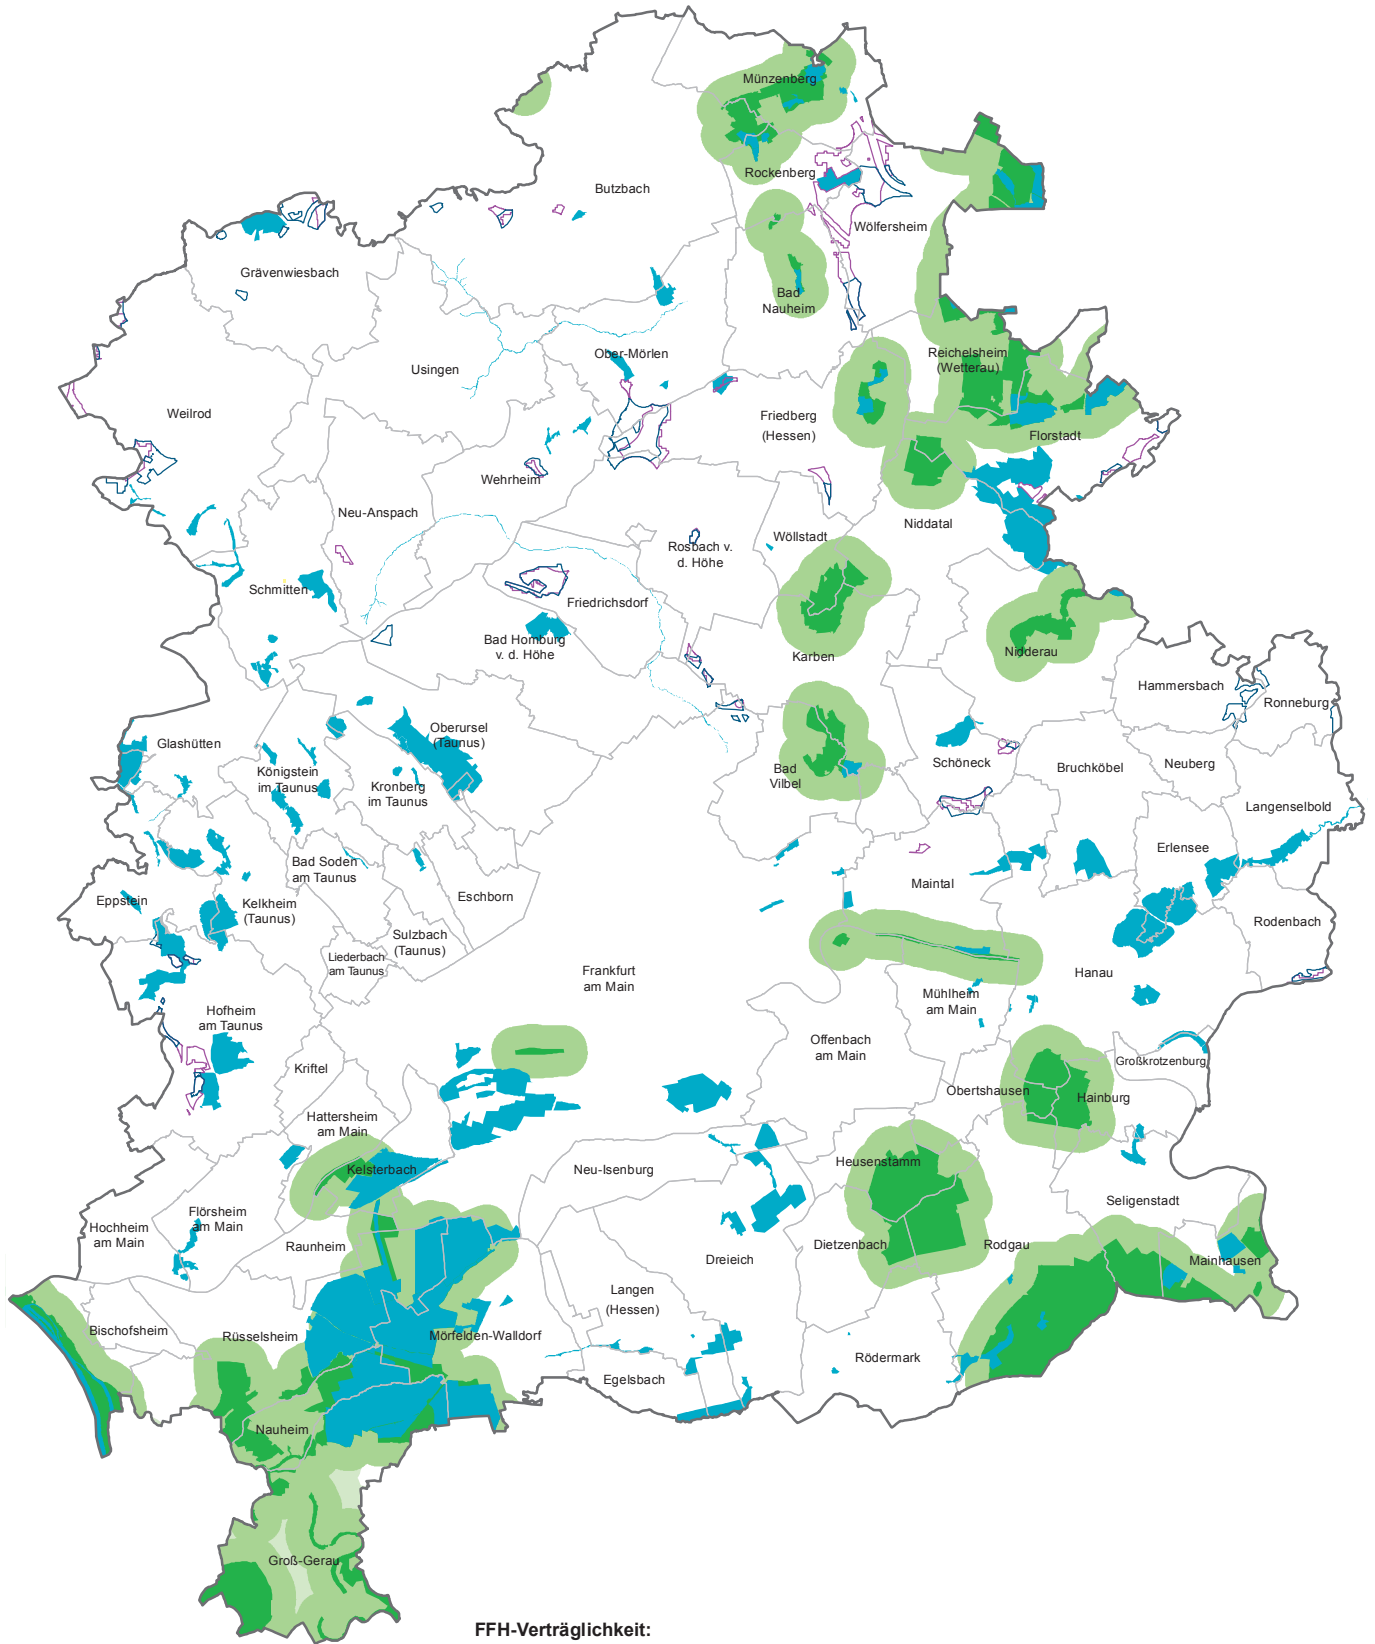 Münzenberg
Rockenberg
Butzbach
Wölfersheim
Grävenwiesbach
Bad
Nauheim
Ober-Mörlen
Reichelsheim
(Wetterau)
Usingen
Weilrod
Friedberg
(Hessen)
Florstadt
Wehrheim
Neu-Anspach
Niddatal
Wöllstadt
Rosbach v.
d. Höhe
Schmitten
Friedrichsdorf
Bad Homburg
v. d. Höhe
Karben
Nidderau
Hammersbach
Ronneburg
Oberursel
(Taunus)
Glashütten
Königstein
im Taunus
Kronberg
im Taunus
Bad
Vilbel
Schöneck
Bruchköbel
Neuberg
Langenselbold
Erlensee
Bad Soden
am Taunus
Maintal
Eschborn
Eppstein
Kelkheim
(Taunus)
Sulzbach
(Taunus)
Rodenbach
Liederbach
am Taunus
Frankfurt
am Main
Hanau
Mühlheim
am Main
Hofheim
am Taunus
Offenbach
am Main
Großkrotzenburg
Kriftel
Obertshausen
Hainburg
Hattersheim
am Main
Heusenstamm
Kelsterbach
Neu-Isenburg
Seligenstadt
Flörsheim
am Main
Hochheim
am Main
Raunheim
Dietzenbach
Rodgau
Dreieich
Mainhausen
Langen
(Hessen)
Bischofsheim
Rüsselsheim
Mörfelden-Walldorf
Rödermark
Egelsbach
Nauheim
Groß-Gerau
FFH-Verträglichkeit: